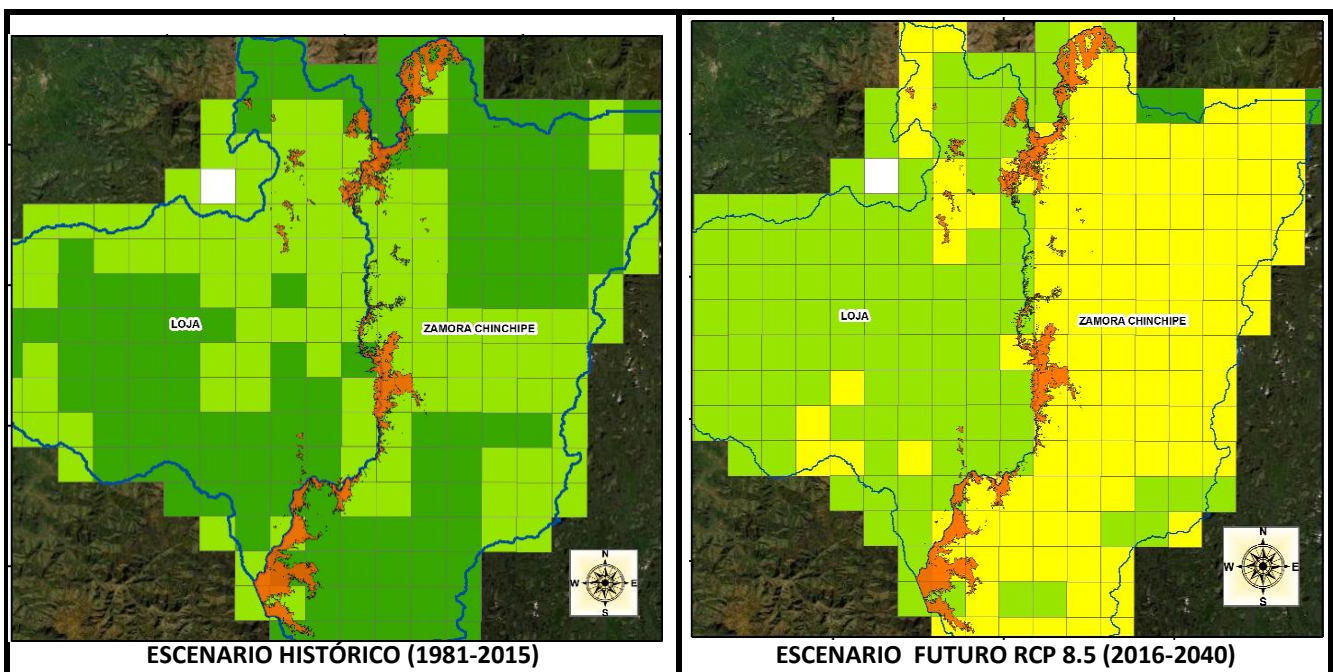 LOJA
ZAMORA CHINCHIPE
N
W E
S
ESCENARIO HISTÓRICO (1981-2015)
LOJA
ZAMORA CHINCHIPE
N
W E
S
ESCENARIO FUTURO RCP 8.5 (2016-2040)